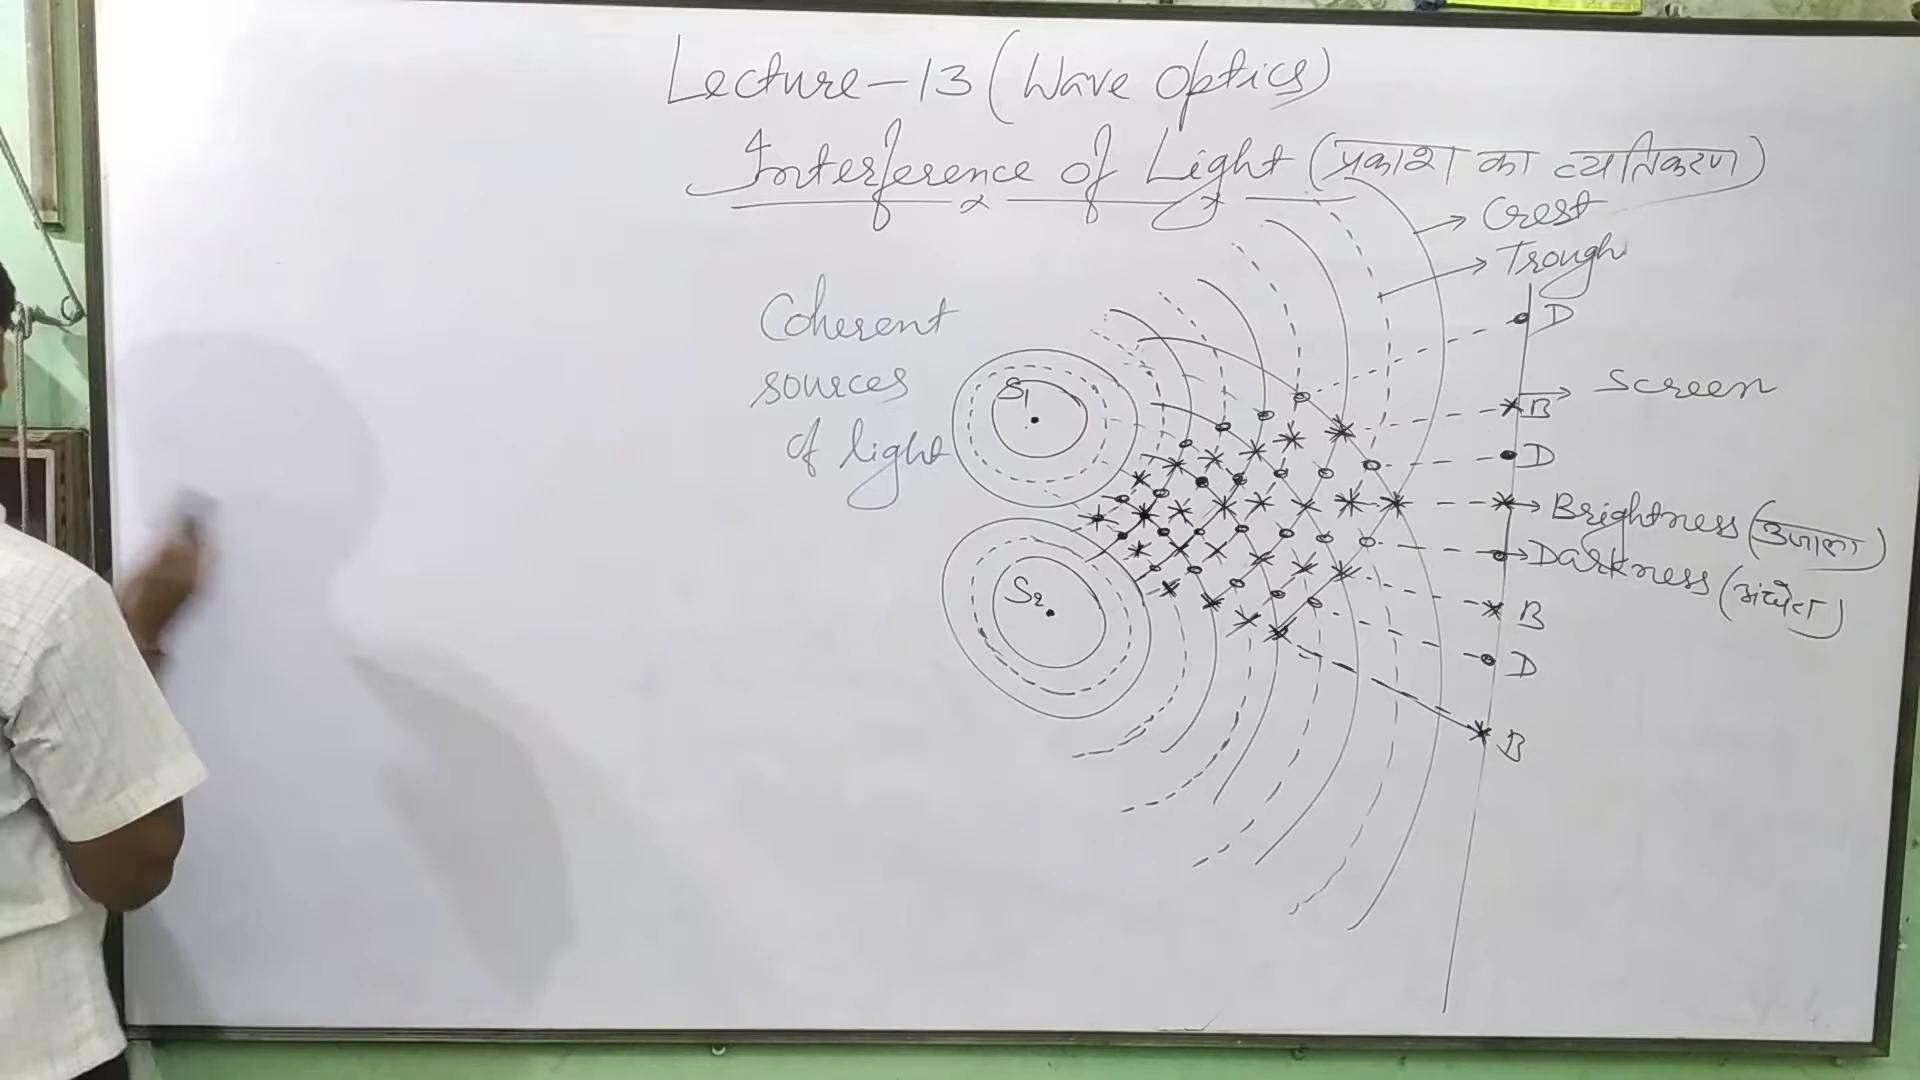 Lecture-13 (Wave Optics)
Interference of Light (प्रकाश का व्यतिकरण)
Crest
Trough
Coherent
sources
of light
S1
S2
D
B
Screen
D
Brightness (उजाला)
Darkness (अंधेरा)
B
D
B